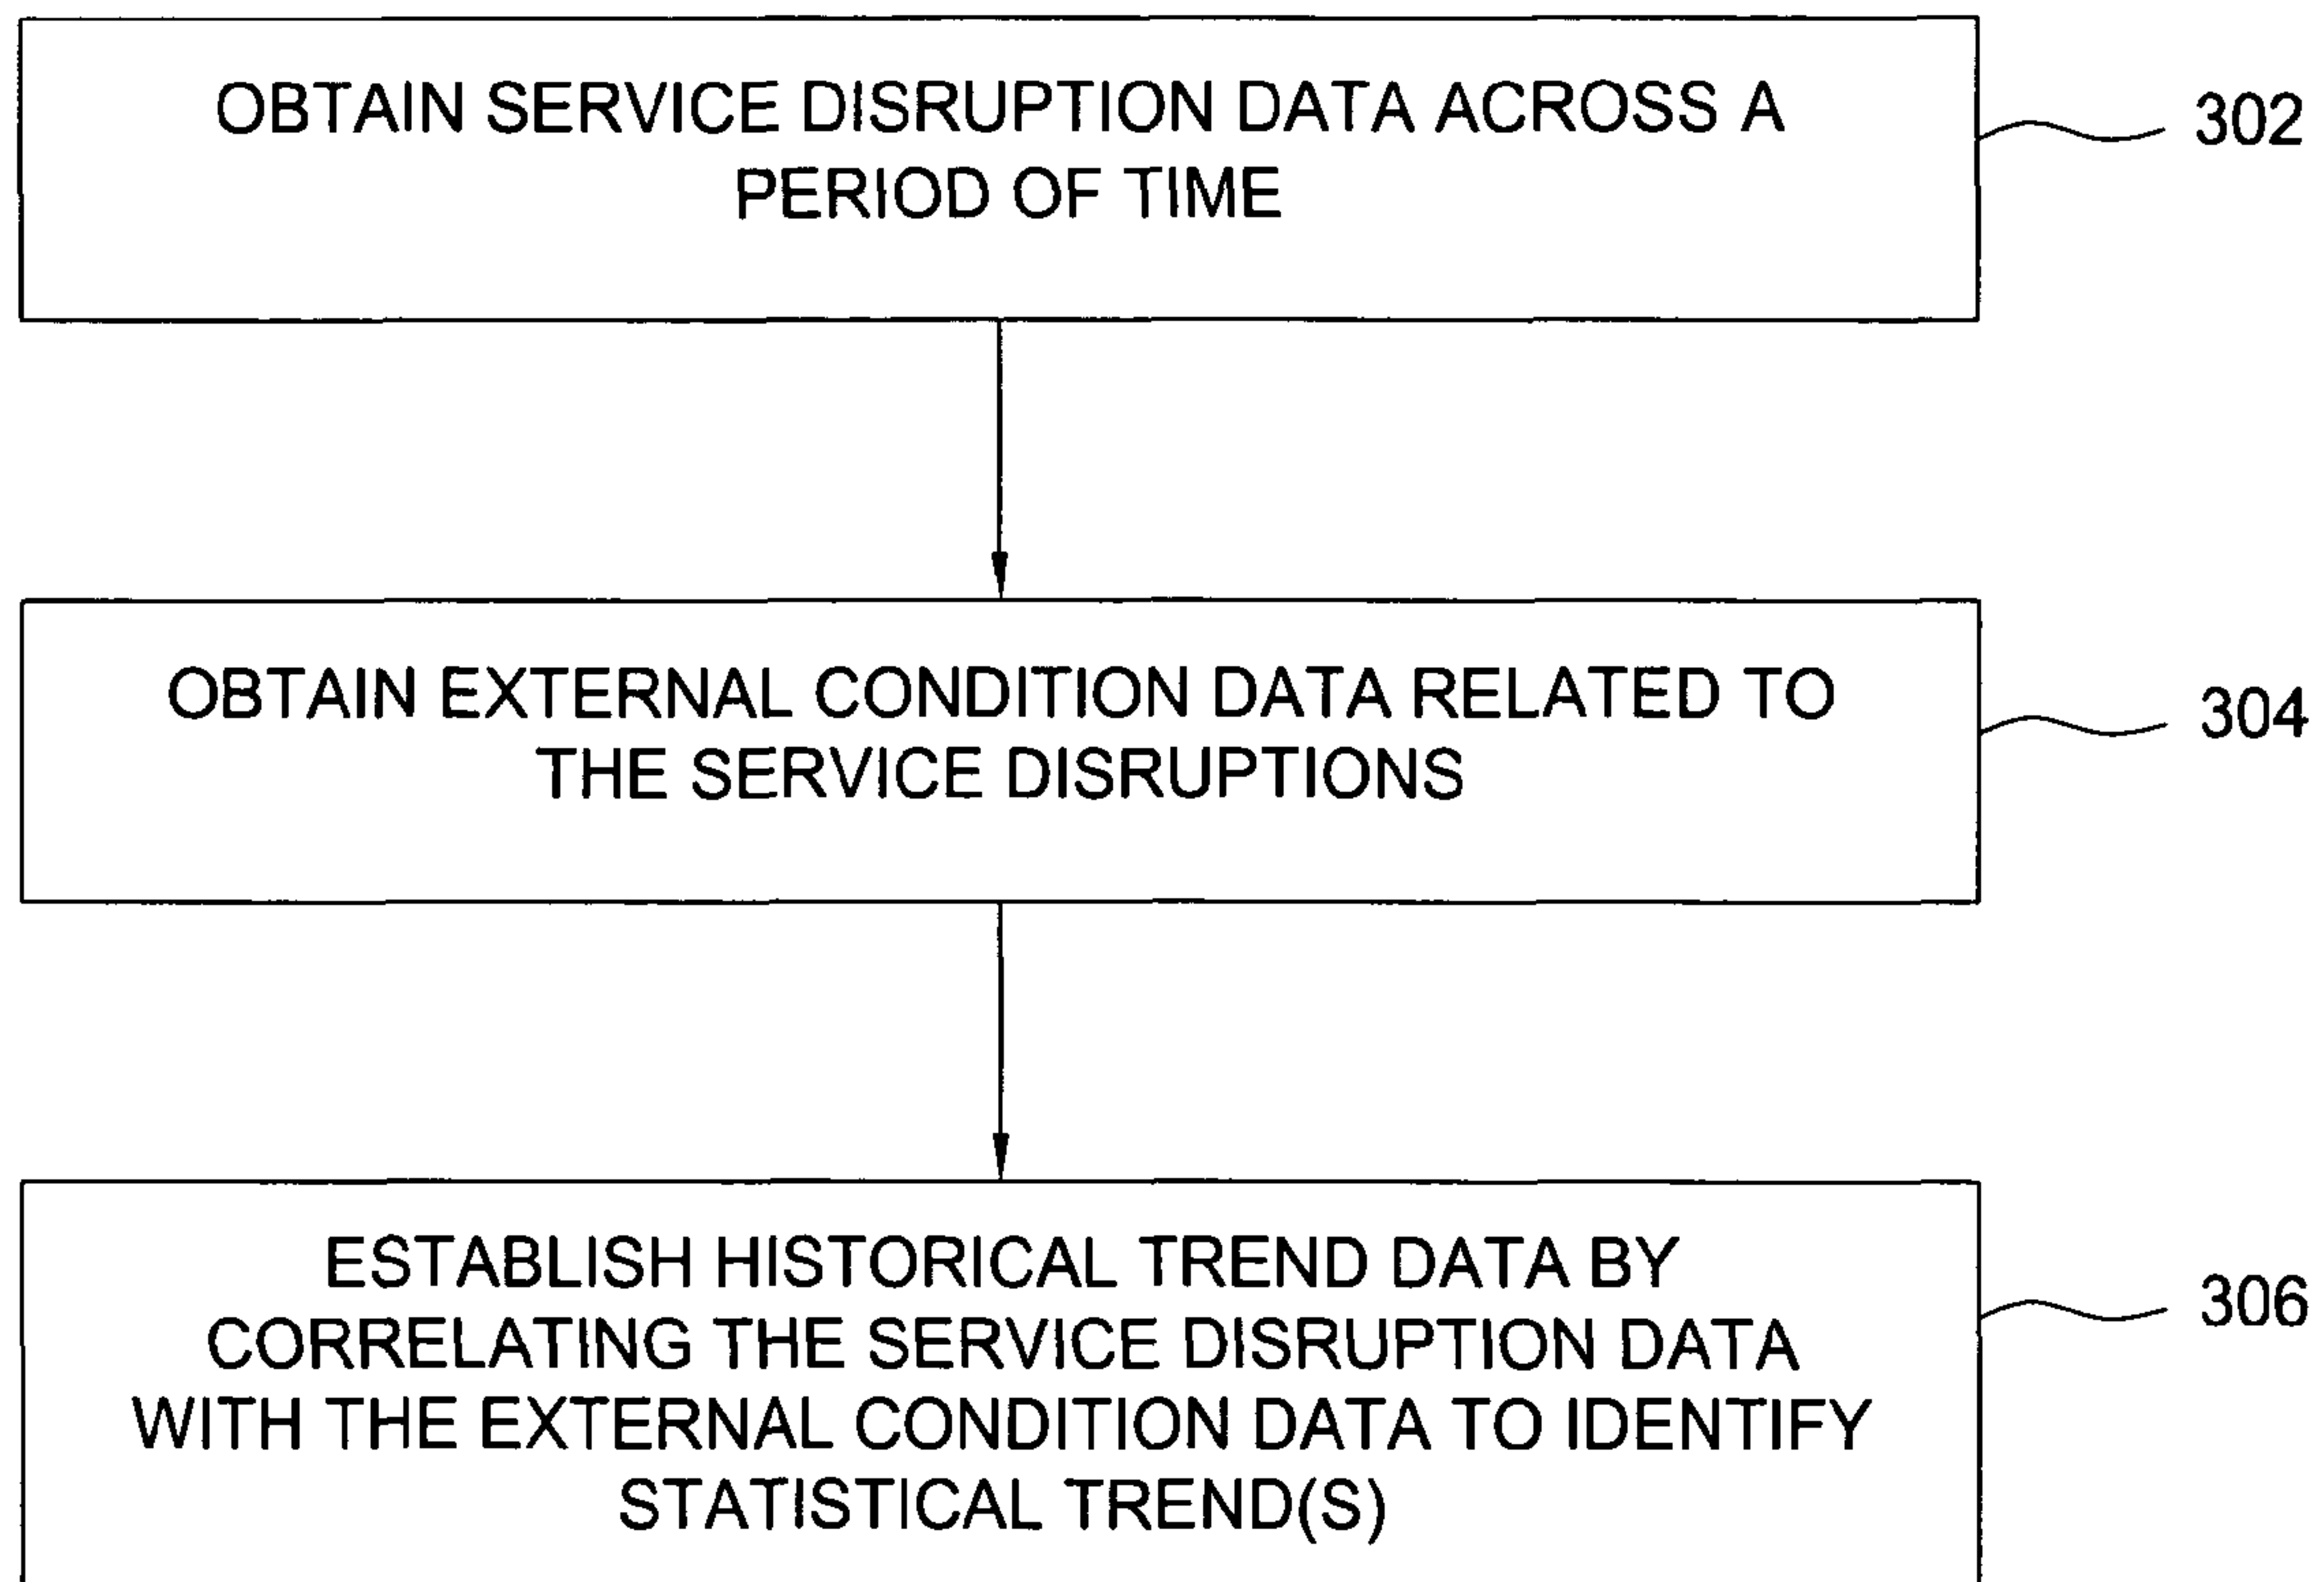 OBTAIN SERVICE DISRUPTION DATA ACROSS A
PERIOD OF TIME
302
OBTAIN EXTERNAL CONDITION DATA RELATED TO
THE SERVICE DISRUPTIONS
304
ESTABLISH HISTORICAL TREND DATA BY
CORRELATING THE SERVICE DISRUPTION DATA
WITH THE EXTERNAL CONDITION DATA TO IDENTIFY
STATISTICAL TREND(S)
306